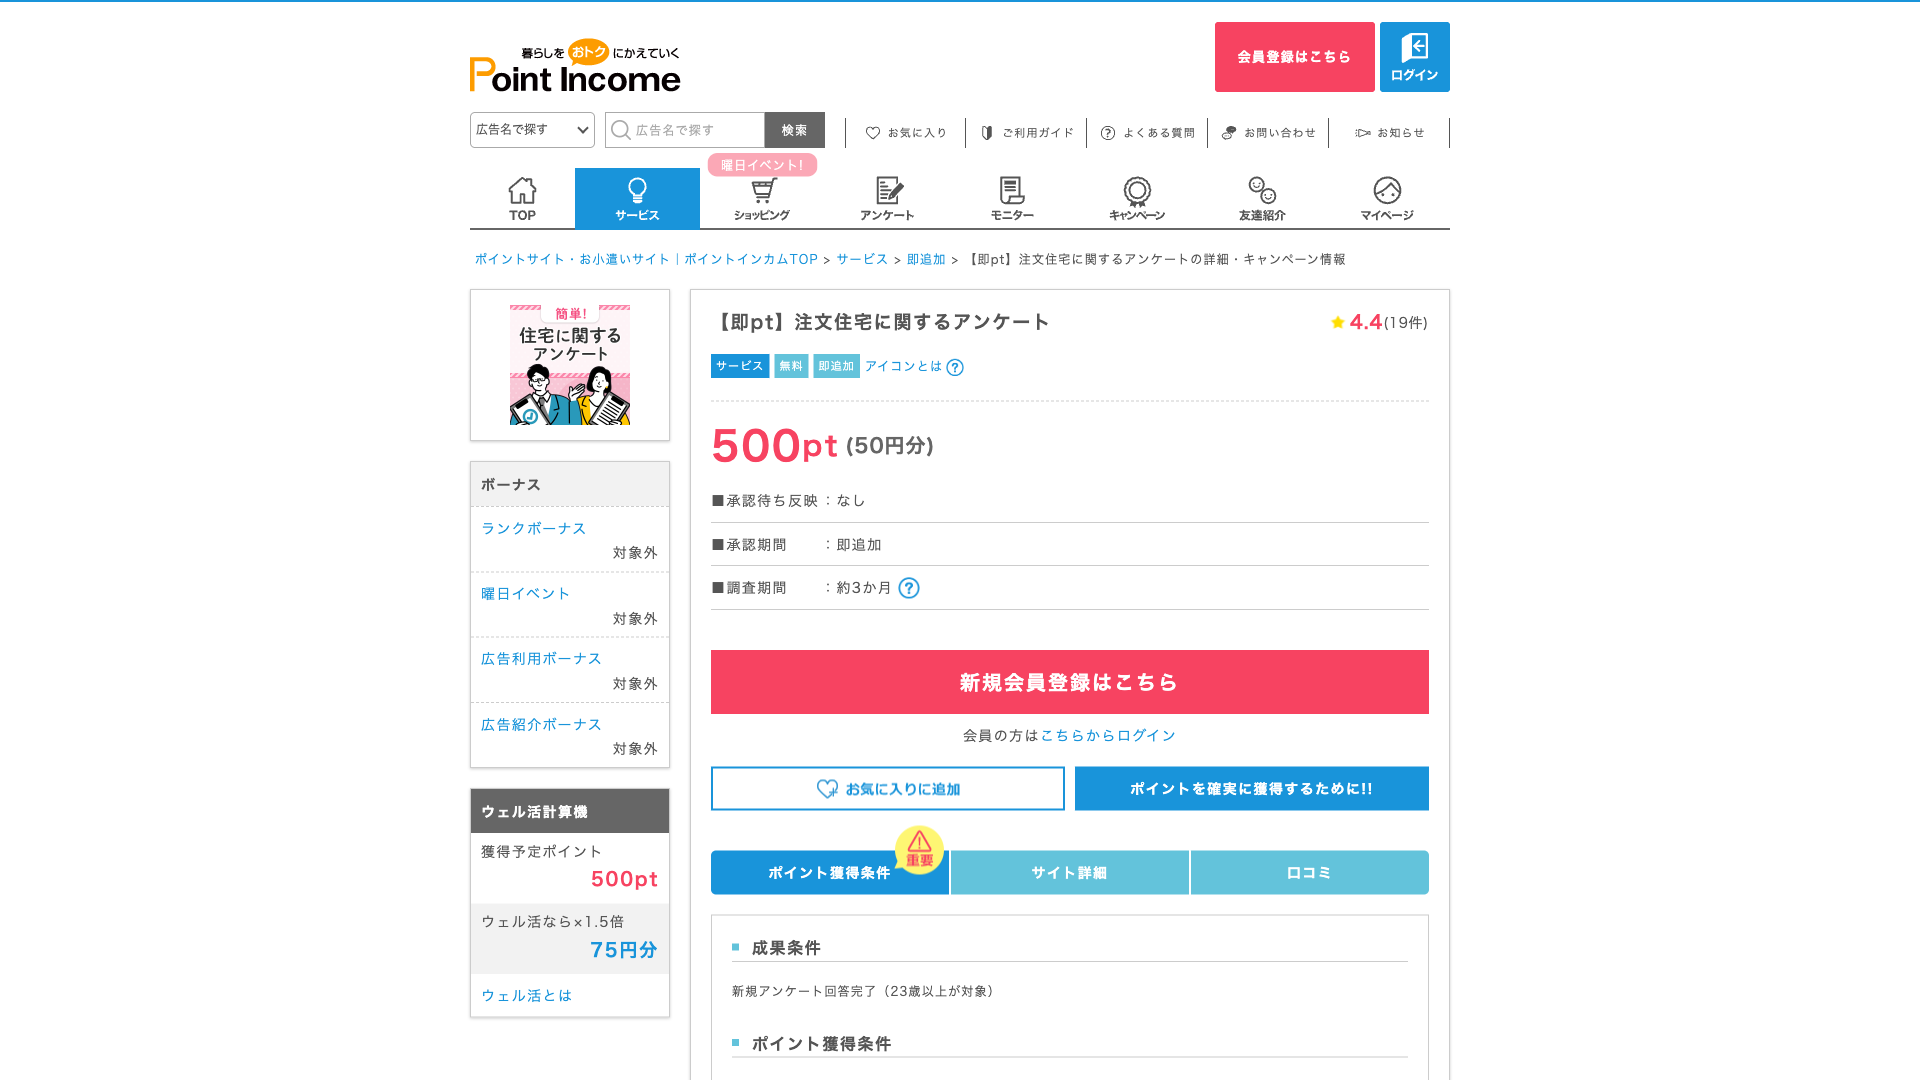 暮らしを おトク にかえていく
Point Income
会員登録はこちら
ログイン
広告名で探す
広告名で探す
検索
お気に入り
ご利用ガイド
よくある質問
お問い合わせ
お知らせ
曜日イベント!
TOP
サービス
ショッピング
アンケート
モニター
キャンペーン
友達紹介
マイページ
ポイントサイト・お小遣いサイト｜ポイントインカムTOP > サービス > 即追加 > 【即pt】注文住宅に関するアンケートの詳細・キャンペーン情報
簡単!
住宅に関する
アンケート
ボーナス
ランクボーナス
対象外
曜日イベント
対象外
広告利用ボーナス
対象外
広告紹介ボーナス
対象外
ウェル活計算機
獲得予定ポイント
500pt
ウェル活なら×1.5倍
75円分
ウェル活とは
【即pt】注文住宅に関するアンケート
4.4(19件)
サービス 無料 即追加 アイコンとは ?
500pt (50円分)
■承認待ち反映：なし
■承認期間 ：即追加
■調査期間 ：約3か月 ?
新規会員登録はこちら
会員の方はこちらからログイン
お気に入りに追加
ポイントを確実に獲得するために!!
重要
ポイント獲得条件
サイト詳細
口コミ
成果条件
新規アンケート回答完了（23歳以上が対象）
ポイント獲得条件